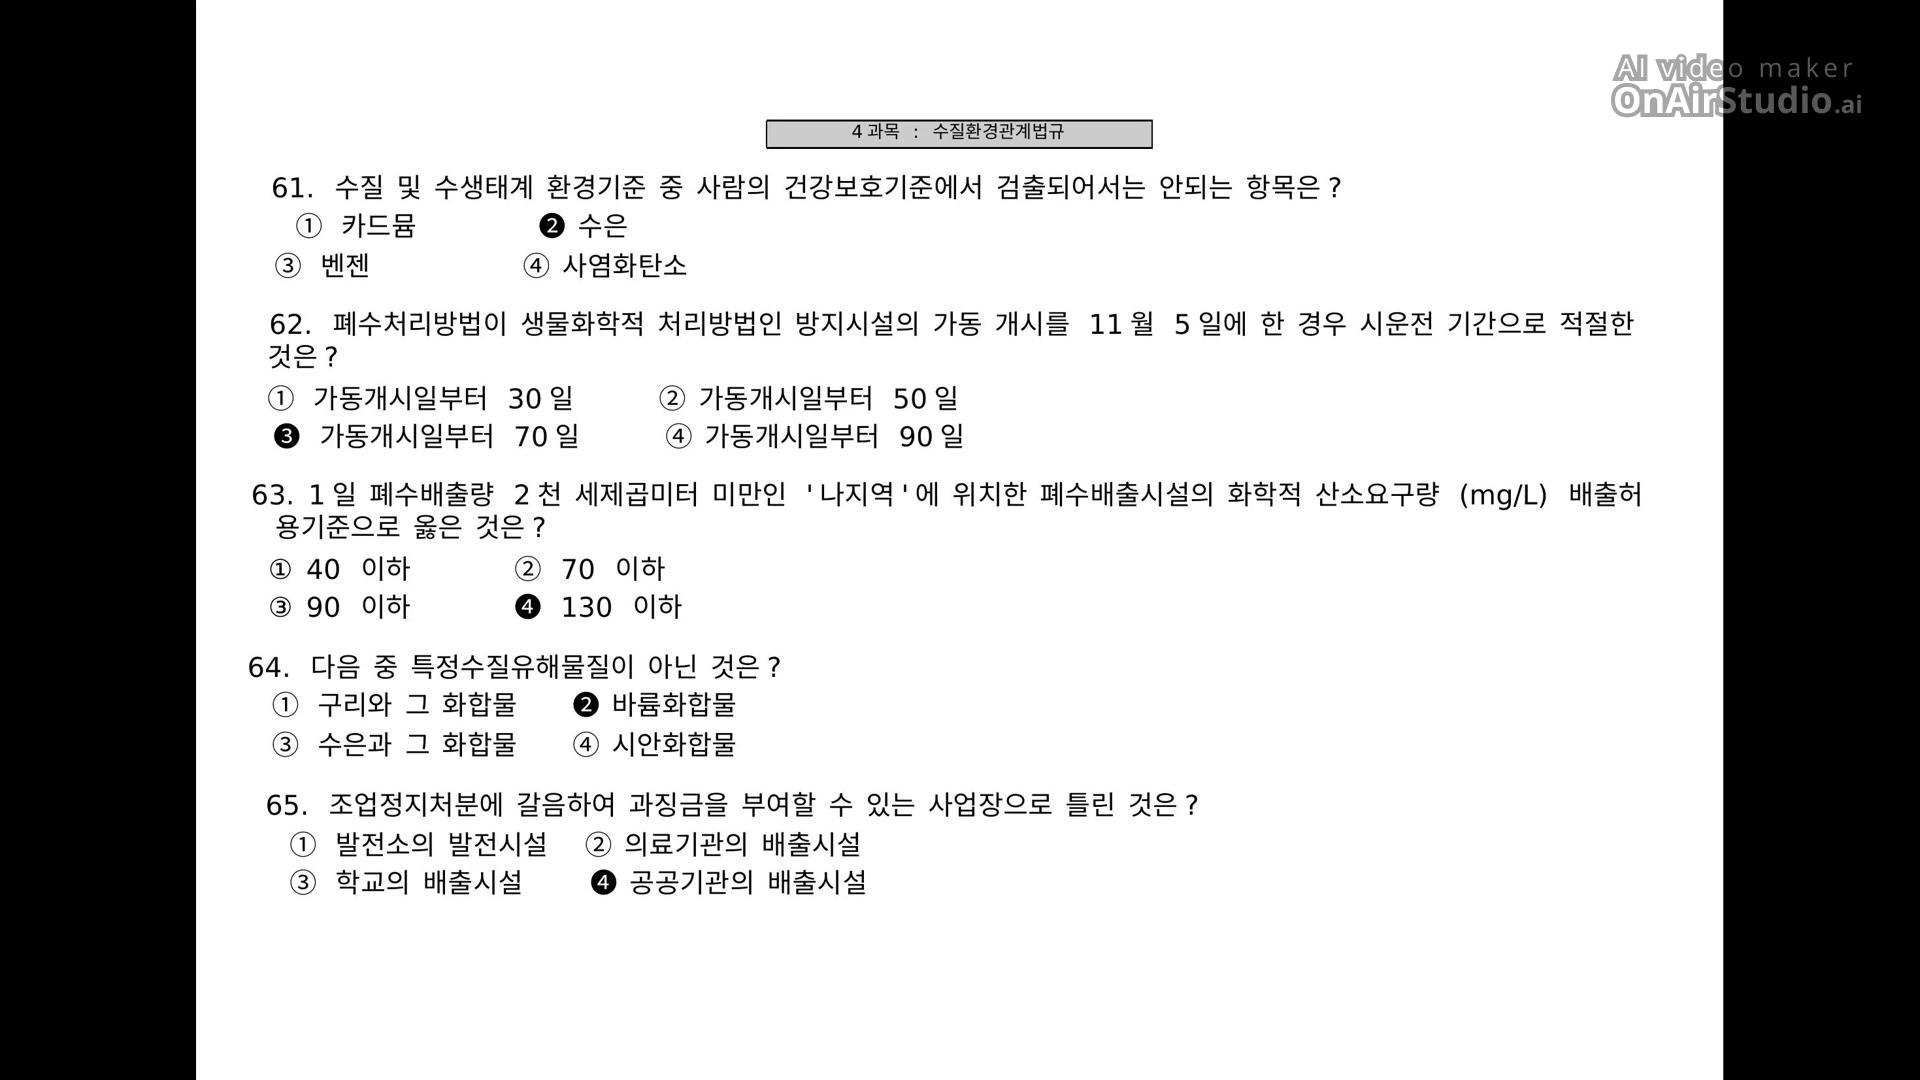 AI video maker
OnAirStudio.ai
4과목 : 수질환경관계법규
61. 수질 및 수생태계 환경기준 중 사람의 건강보호기준에서 검출되어서는 안되는 항목은?
① 카드뮴 ❷ 수은
③ 벤젠 ④ 사염화탄소
62. 폐수처리방법이 생물화학적 처리방법인 방지시설의 가동 개시를 11월 5일에 한 경우 시운전 기간으로 적절한
것은?
① 가동개시일부터 30일 ② 가동개시일부터 50일
❸ 가동개시일부터 70일 ④ 가동개시일부터 90일
63. 1일 폐수배출량 2천 세제곱미터 미만인 '나지역'에 위치한 폐수배출시설의 화학적 산소요구량 (mg/L) 배출허
용기준으로 옳은 것은?
① 40 이하 ② 70 이하
③ 90 이하 ❹ 130 이하
64. 다음 중 특정수질유해물질이 아닌 것은?
① 구리와 그 화합물 ❷ 바륨화합물
③ 수은과 그 화합물 ④ 시안화합물
65. 조업정지처분에 갈음하여 과징금을 부여할 수 있는 사업장으로 틀린 것은?
① 발전소의 발전시설 ② 의료기관의 배출시설
③ 학교의 배출시설 ❹ 공공기관의 배출시설